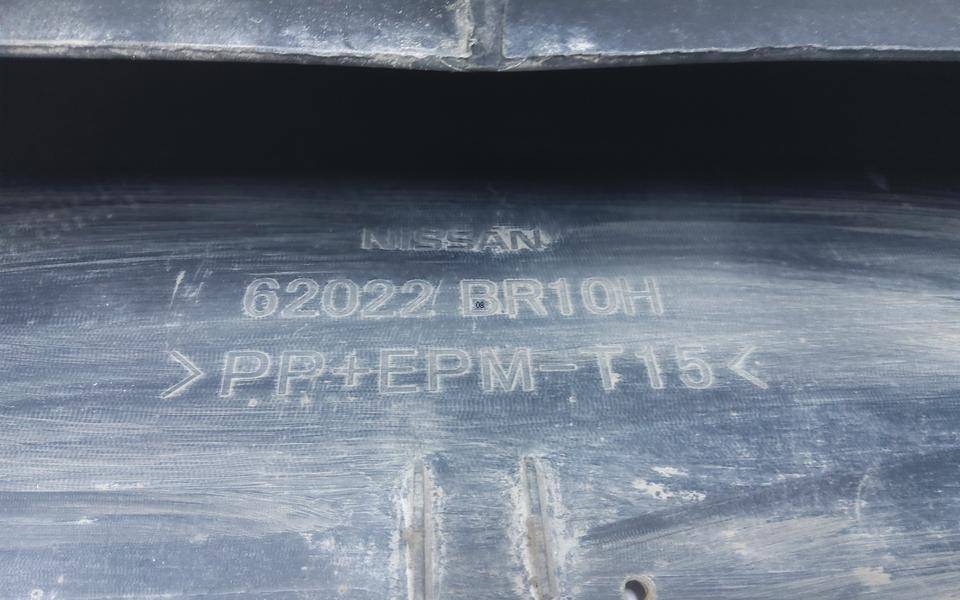 NISSAN
62022 BR10H
>PP+EPM-T15<